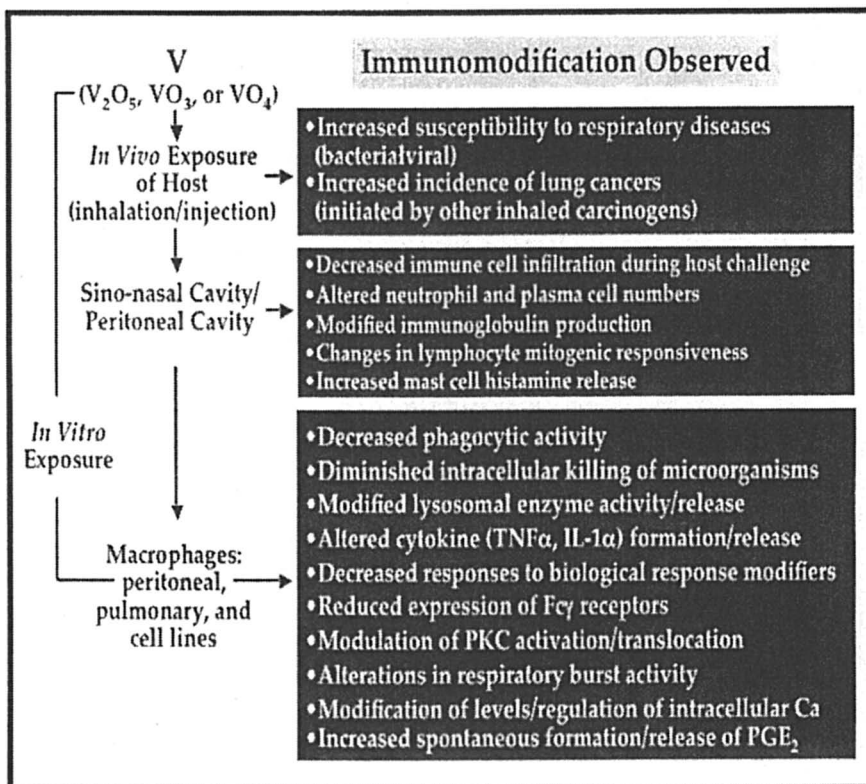 V
(V₂O₅, VO₃, or VO₄)
In Vivo Exposure
of Host
(inhalation/injection)
Sino-nasal Cavity/
Peritoneal Cavity
In Vitro
Exposure
Macrophages:
peritoneal,
pulmonary, and
cell lines
Immunomodification Observed
•Increased susceptibility to respiratory diseases
(bacterial/viral)
•Increased incidence of lung cancers
(initiated by other inhaled carcinogens)
•Decreased immune cell infiltration during host challenge
•Altered neutrophil and plasma cell numbers
•Modified immunoglobulin production
•Changes in lymphocyte mitogenic responsiveness
•Increased mast cell histamine release
•Decreased phagocytic activity
•Diminished intracellular killing of microorganisms
•Modified lysosomal enzyme activity/release
•Altered cytokine (TNFα, IL-1α) formation/release
•Decreased responses to biological response modifiers
•Reduced expression of Fcγ receptors
•Modulation of PKC activation/translocation
•Alterations in respiratory burst activity
•Modification of levels/regulation of intracellular Ca
•Increased spontaneous formation/release of PGE₂